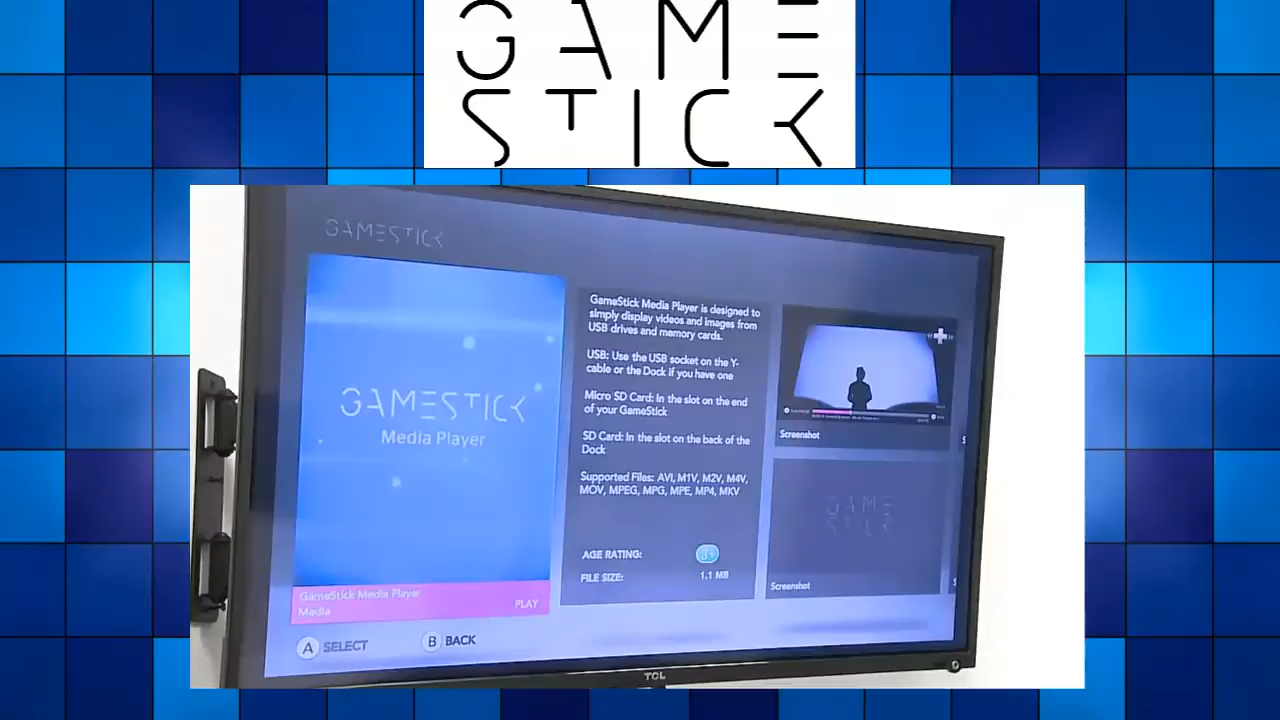 GAME
STICK
GAMESTICK
GAMESTICK
Media Player
GameStick Media Player
Media
PLAY
A SELECT
B BACK
GameStick Media Player is designed to
simply display videos and images from
USB drives and memory cards.
USB: Use the USB socket on the Y-
cable or the Dock if you have one
Micro SD Card: In the slot on the end
of your GameStick
SD Card: In the slot on the back of the
Dock
Supported Files: AVI, M1V, M2V, M4V,
MOV, MPEG, MPG, MPE, MP4, MKV
AGE RATING: 3+
FILE SIZE: 1.1 MB
Screenshot
S
GAME
STICK
Screenshot
S
TCL